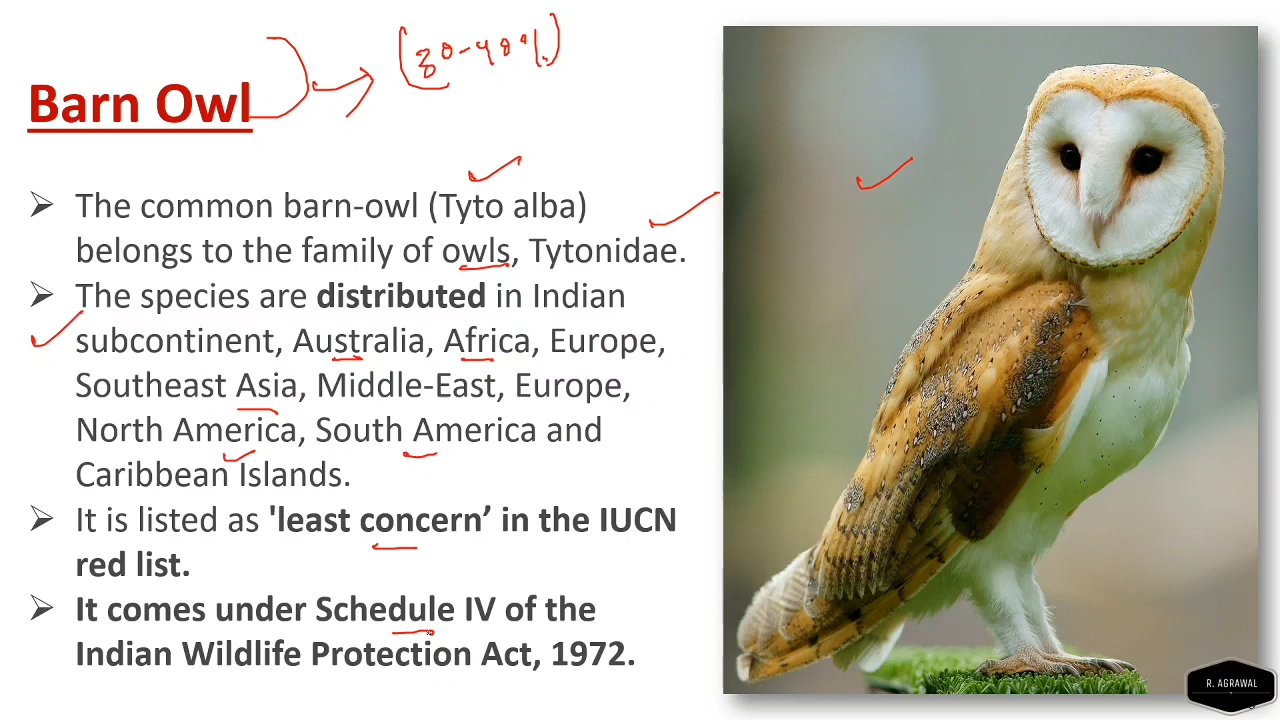 (30-40%)
Barn Owl
➢ The common barn-owl (Tyto alba)
belongs to the family of owls, Tytonidae.
➢ The species are distributed in Indian
subcontinent, Australia, Africa, Europe,
Southeast Asia, Middle-East, Europe,
North America, South America and
Caribbean Islands.
➢ It is listed as 'least concern’ in the IUCN
red list.
➢ It comes under Schedule IV of the
Indian Wildlife Protection Act, 1972.
R. AGRAWAL